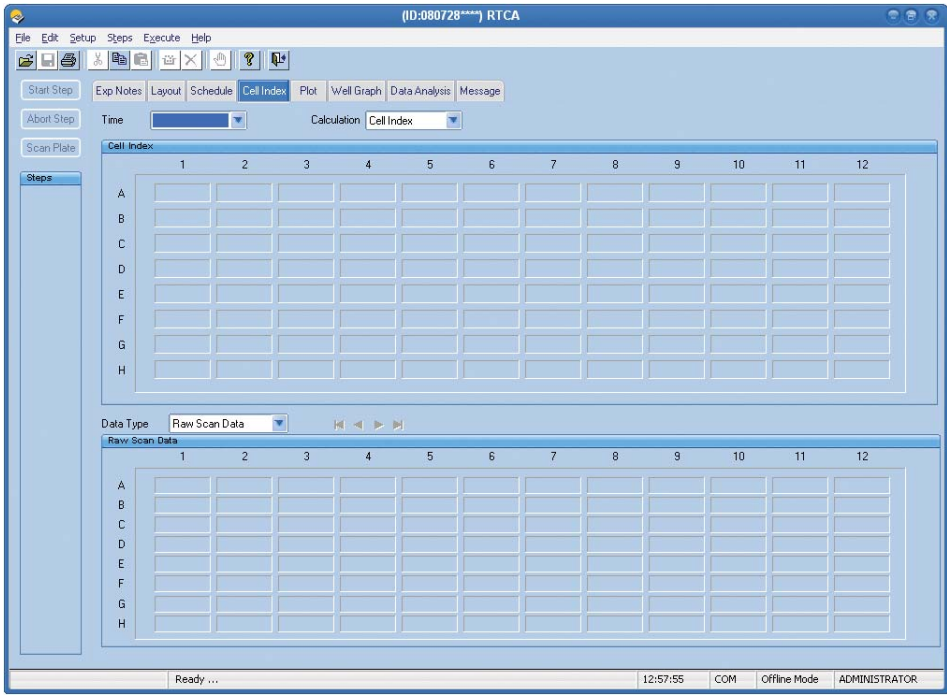 (ID:080728****) RTCA
File Edit Setup Steps Execute Help
Start Step Exp Notes Layout Schedule Cell Index Plot Well Graph Data Analysis Message
Abort Step Time Calculation Cell Index
Scan Plate Cell Index
1 2 3 4 5 6 7 8 9 10 11 12
Steps
A
B
C
D
E
F
G
H
Data Type Raw Scan Data
Raw Scan Data
1 2 3 4 5 6 7 8 9 10 11 12
A
B
C
D
E
F
G
H
Ready ... 12:57:55 COM Offline Mode ADMINISTRATOR